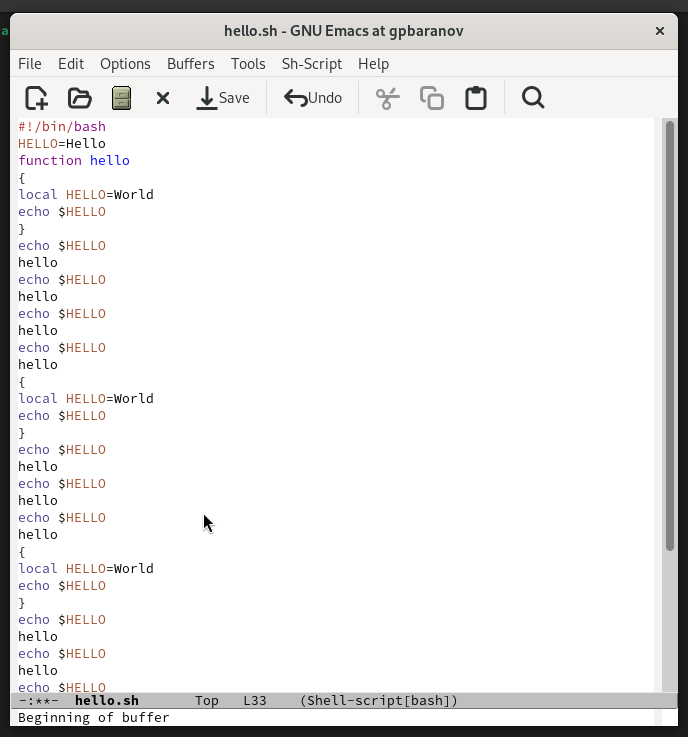 a
hello.sh - GNU Emacs at gpbaranov
File Edit Options Buffers Tools Sh-Script Help
Save Undo
#!/bin/bash
HELLO=Hello
function hello
{
local HELLO=World
echo $HELLO
}
echo $HELLO
hello
echo $HELLO
hello
echo $HELLO
hello
echo $HELLO
hello
{
local HELLO=World
echo $HELLO
}
echo $HELLO
hello
echo $HELLO
hello
echo $HELLO
hello
{
local HELLO=World
echo $HELLO
}
echo $HELLO
hello
echo $HELLO
hello
echo $HELLO
-:**- hello.sh Top L33 (Shell-script[bash])
Beginning of buffer